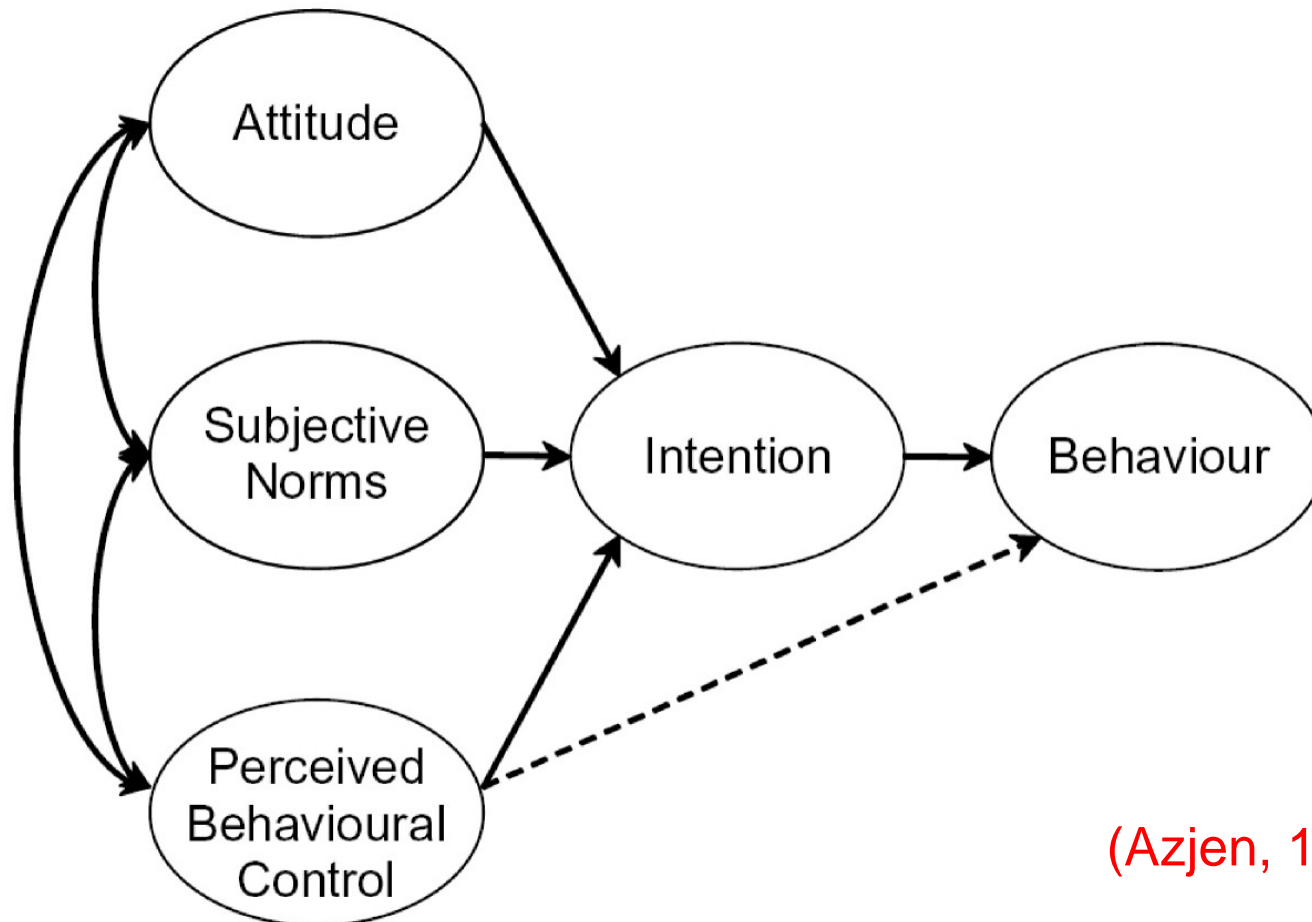 Attitude
Subjective
Norms
Intention
Behaviour
Perceived
Behavioural
Control
(Azjen, 1